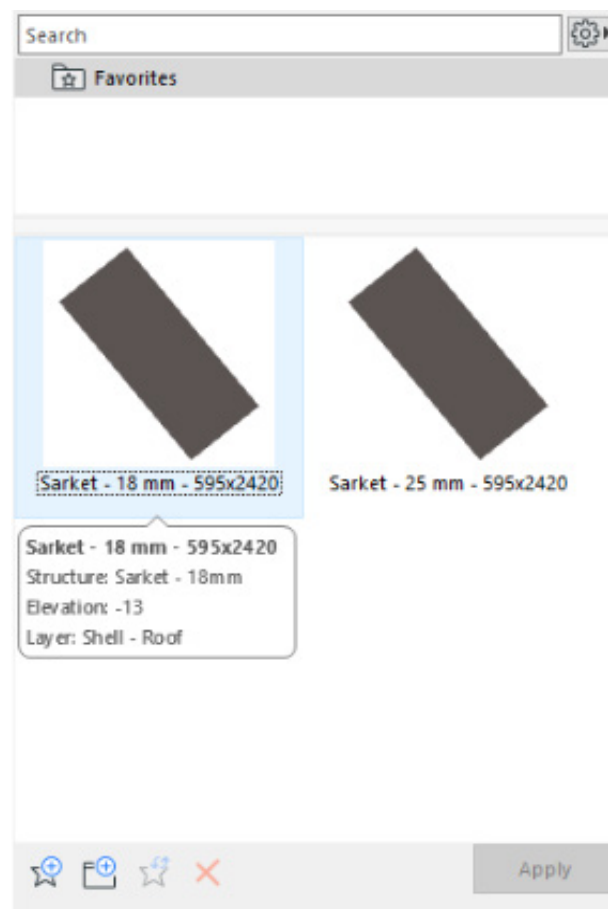 Search
Favorites
Sarket - 18 mm - 595x2420
Sarket - 25 mm - 595x2420
Sarket - 18 mm - 595x2420
Structure: Sarket - 18mm
Elevation: -13
Layer: Shell - Roof
Apply